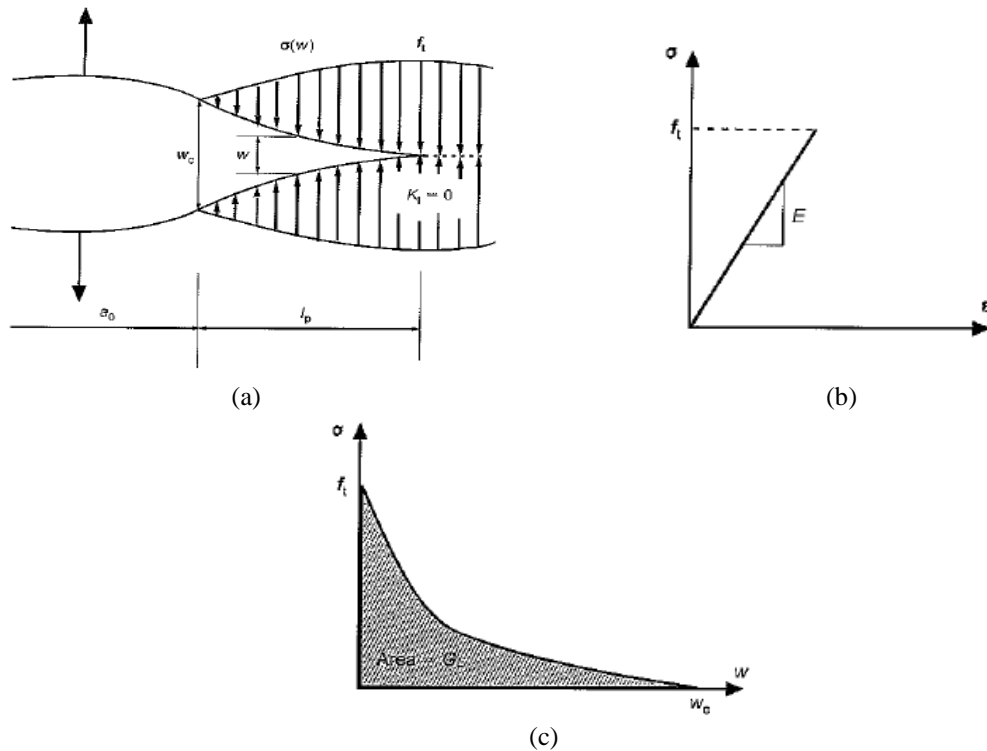 σ(w) f_t
w_c w
K_I = 0
a_0 l_p
(a)
σ
f_t
E
ε
(b)
σ
f_t
Area = G_F
w
w_c
(c)